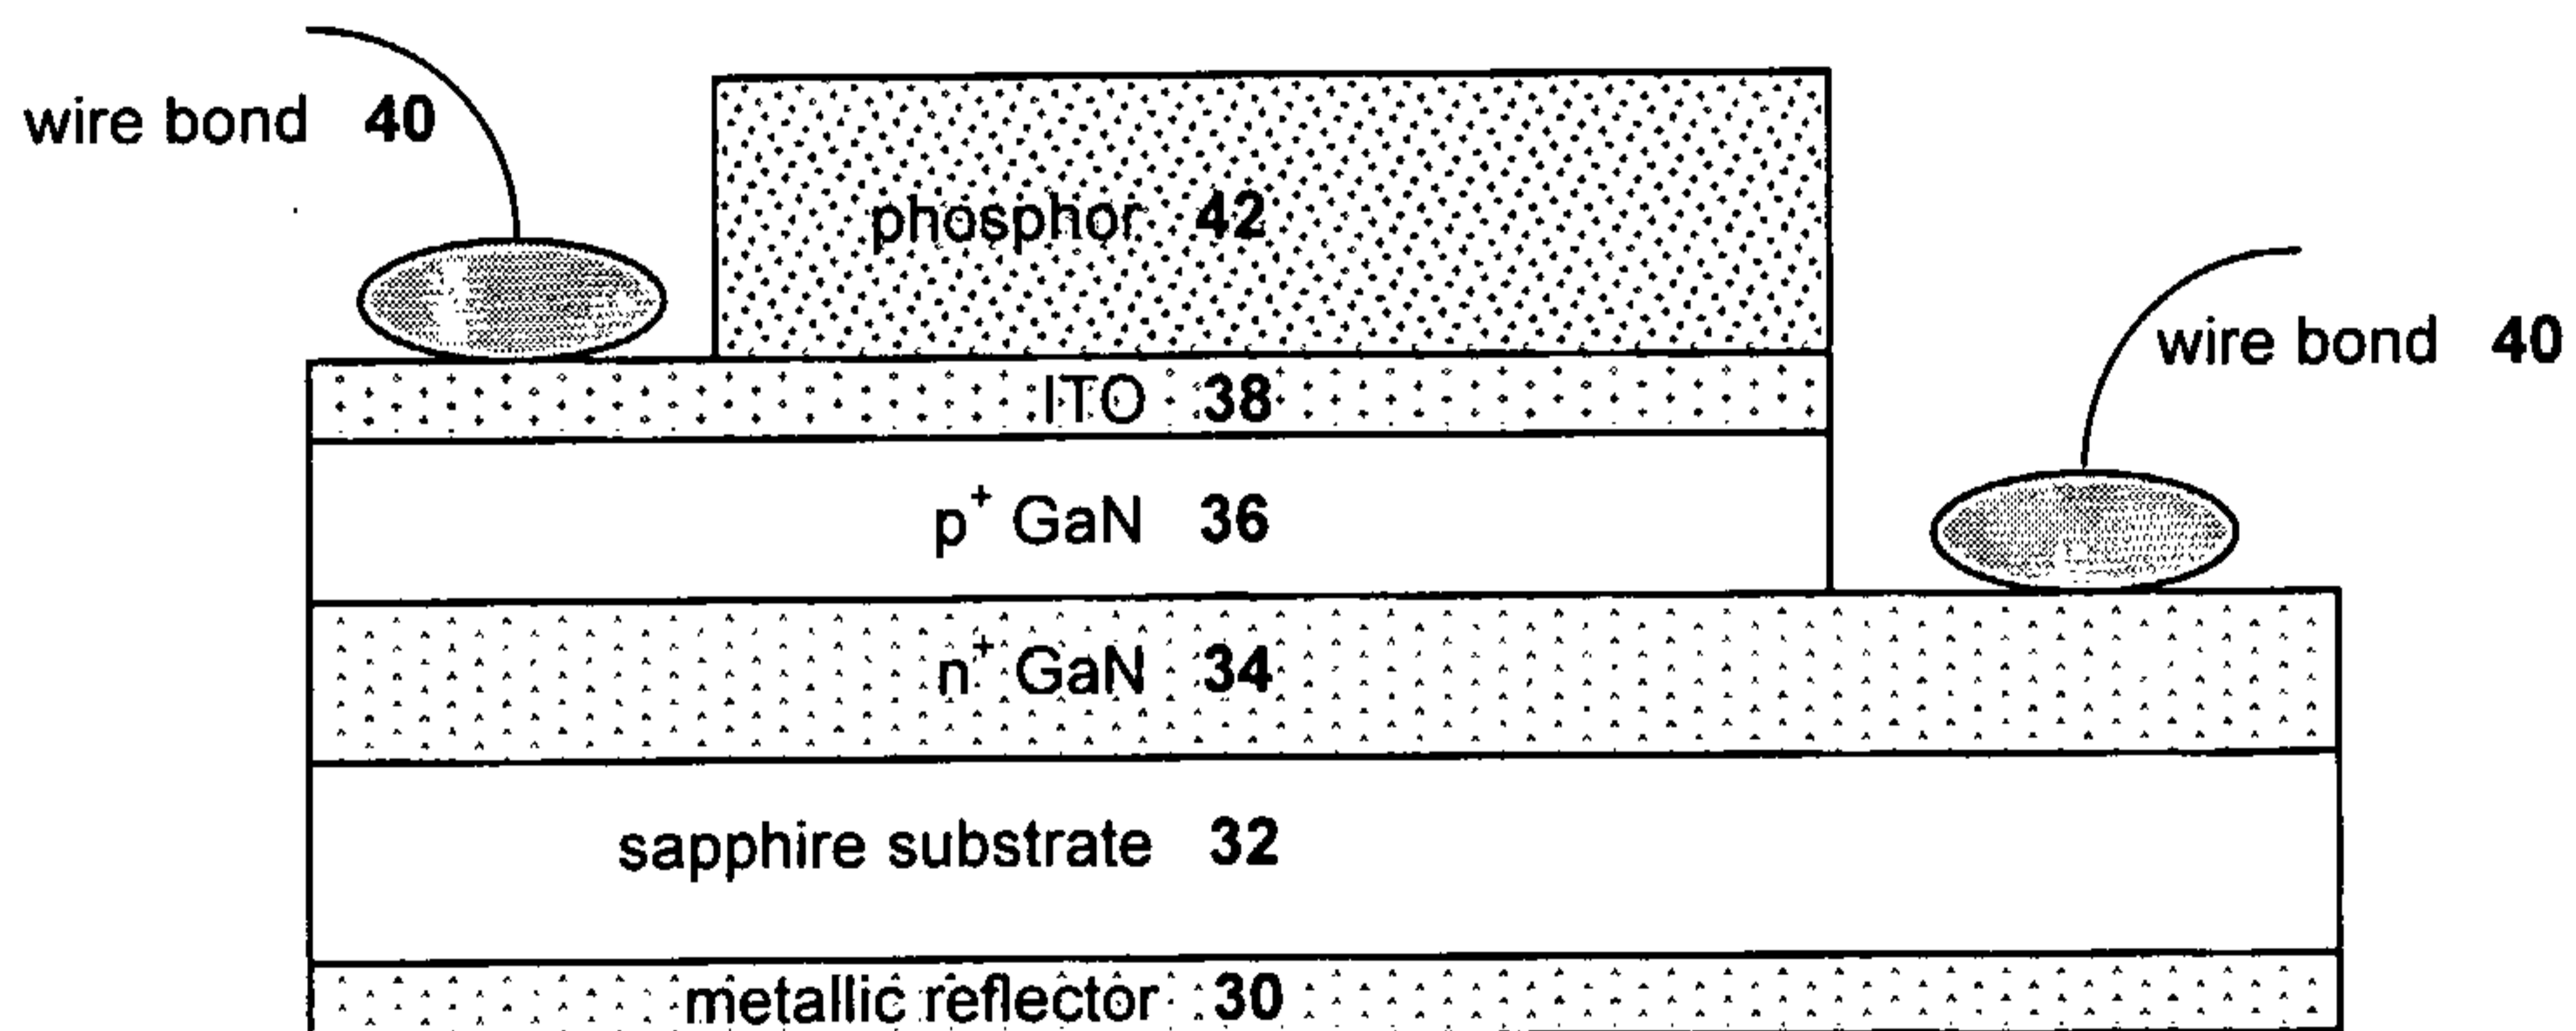 wire bond 40
phosphor 42
wire bond 40
ITO 38
p+ GaN 36
n+ GaN 34
sapphire substrate 32
metallic reflector 30